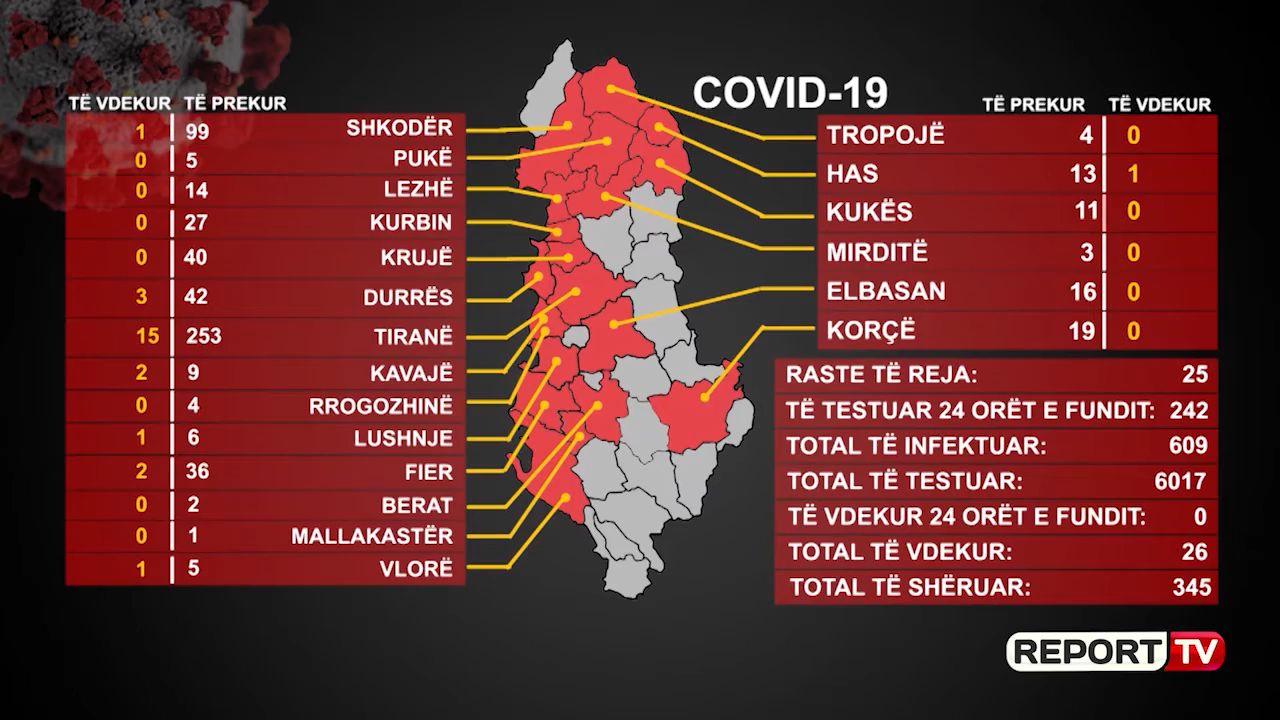 COVID-19
TË VDEKUR TË PREKUR
1 99 SHKODËR
0 5 PUKË
0 14 LEZHË
0 27 KURBIN
0 40 KRUJË
3 42 DURRËS
15 253 TIRANË
2 9 KAVAJË
0 4 RROGOZHINË
1 6 LUSHNJE
2 36 FIER
0 2 BERAT
0 1 MALLAKASTËR
1 5 VLORË
TË PREKUR TË VDEKUR
TROPOJË 4 0
HAS 13 1
KUKËS 11 0
MIRDITË 3 0
ELBASAN 16 0
KORÇË 19 0
RASTE TË REJA: 25
TË TESTUAR 24 ORËT E FUNDIT: 242
TOTAL TË INFEKTUAR: 609
TOTAL TË TESTUAR: 6017
TË VDEKUR 24 ORËT E FUNDIT: 0
TOTAL TË VDEKUR: 26
TOTAL TË SHËRUAR: 345
REPORT TV